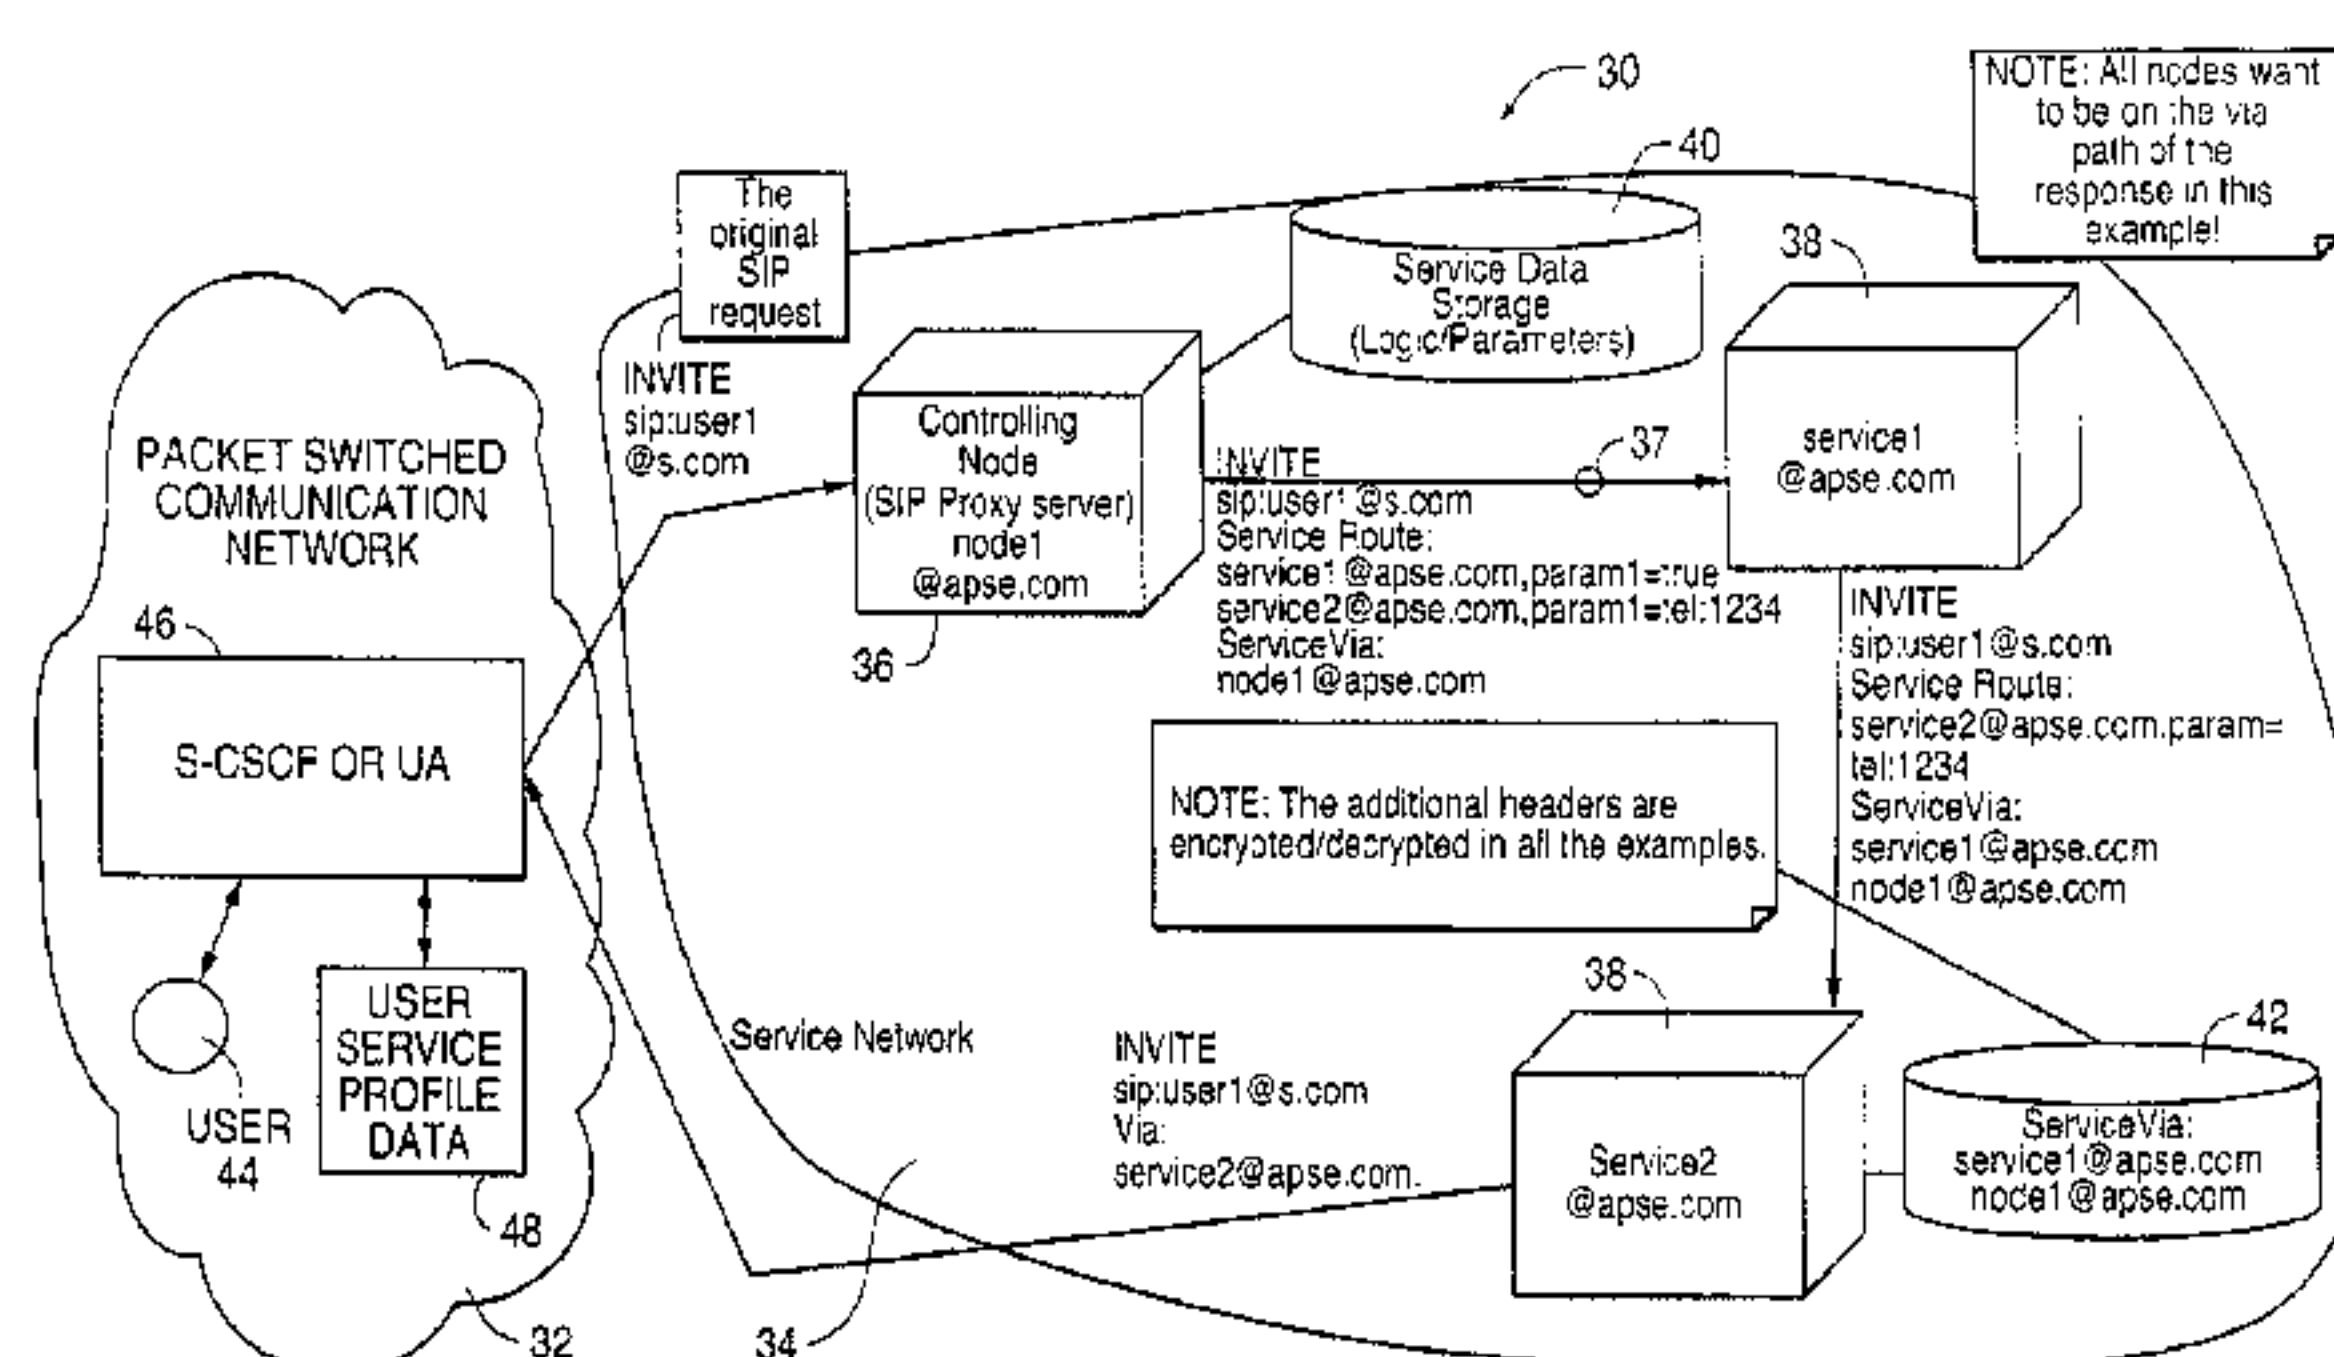 30
NOTE: All nodes want
to be on the via
path of the
response in this
example!
40
The
original
SIP
request
38
Service Data
Storage
(Logic/Parameters)
INVITE
sip:user1
@s.com
Controlling
Node
(SIP Proxy server)
node1
@apse.com
36
37
INVITE
sip:user1@s.com
Service Route:
service1@apse.com,param1=true
service2@apse.com,param1=tel:1234
ServiceVia:
node1@apse.com
service1
@apse.com
PACKET SWITCHED
COMMUNICATION
NETWORK
46
S-CSCF OR UA
INVITE
sip:user1@s.com
Service Route:
service2@apse.com.param=
tel:1234
ServiceVia:
service1@apse.com
node1@apse.com
NOTE: The additional headers are
encrypted/decrypted in all the examples.
USER
44
USER
SERVICE
PROFILE
DATA
48
32
Service Network
34
INVITE
sip:user1@s.com
Via:
service2@apse.com.
38
Service2
@apse.com
42
ServiceVia:
service1@apse.com
node1@apse.com